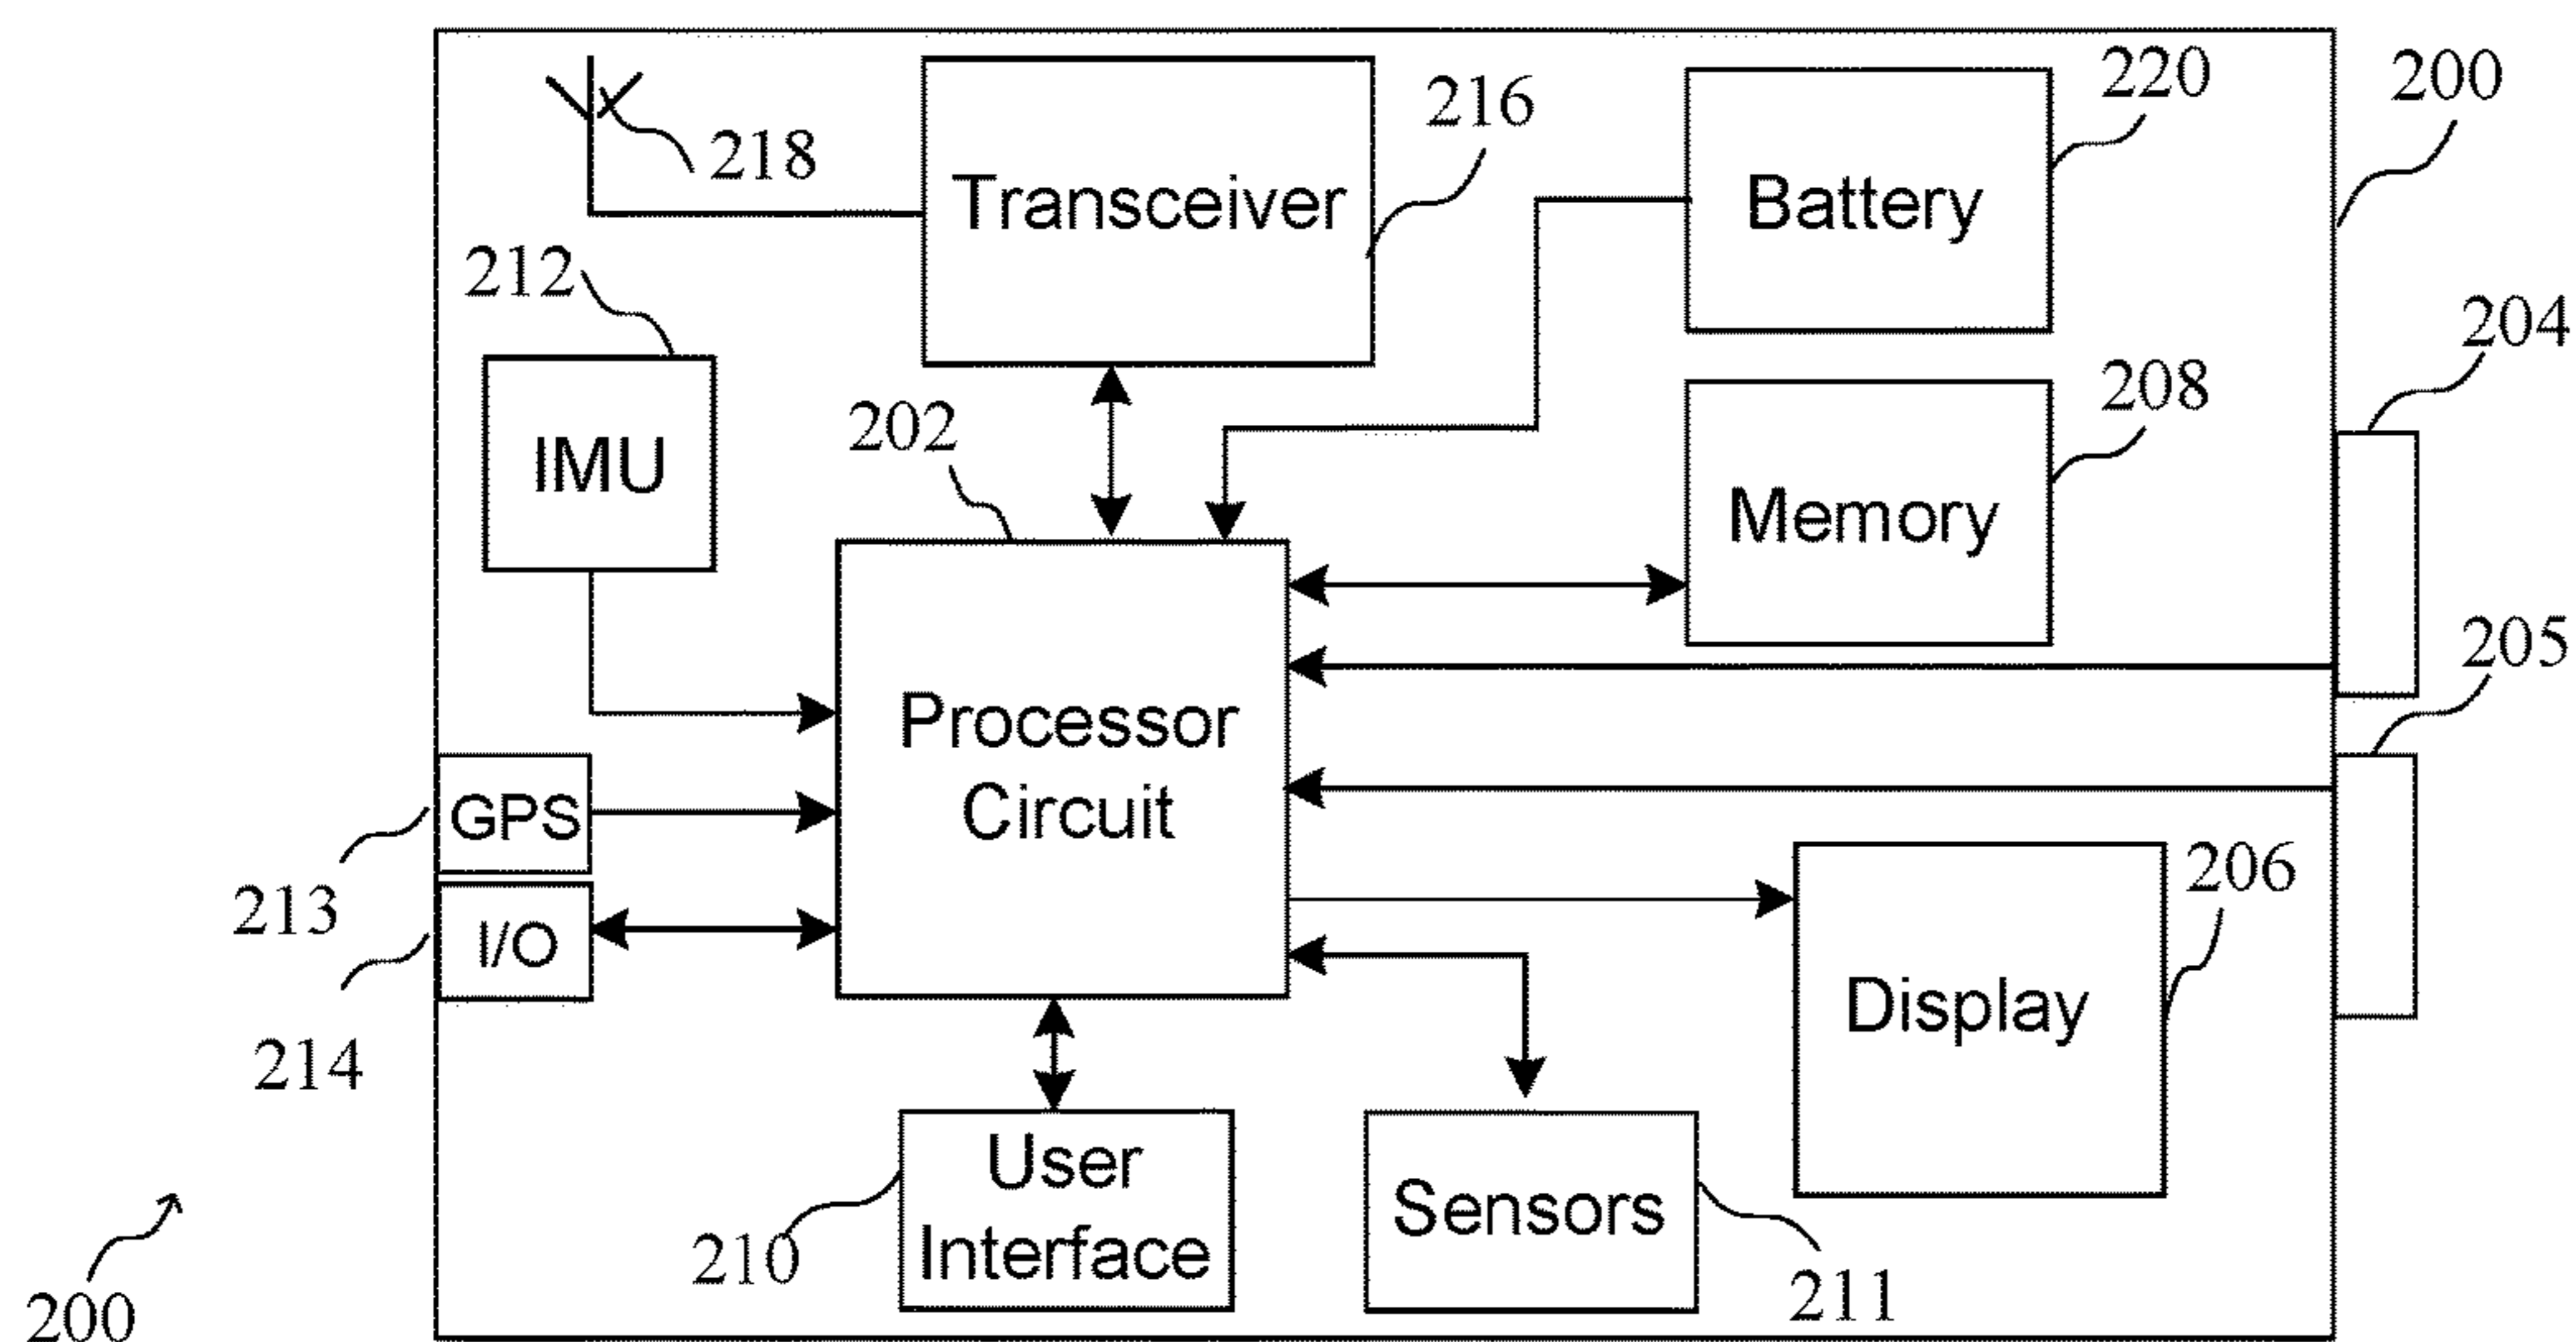 220
200
216
218
Transceiver
Battery
212
204
208
202
IMU
Memory
205
Processor
Circuit
GPS
206
213
I/O
Display
214
User
Interface
Sensors
210
211
200